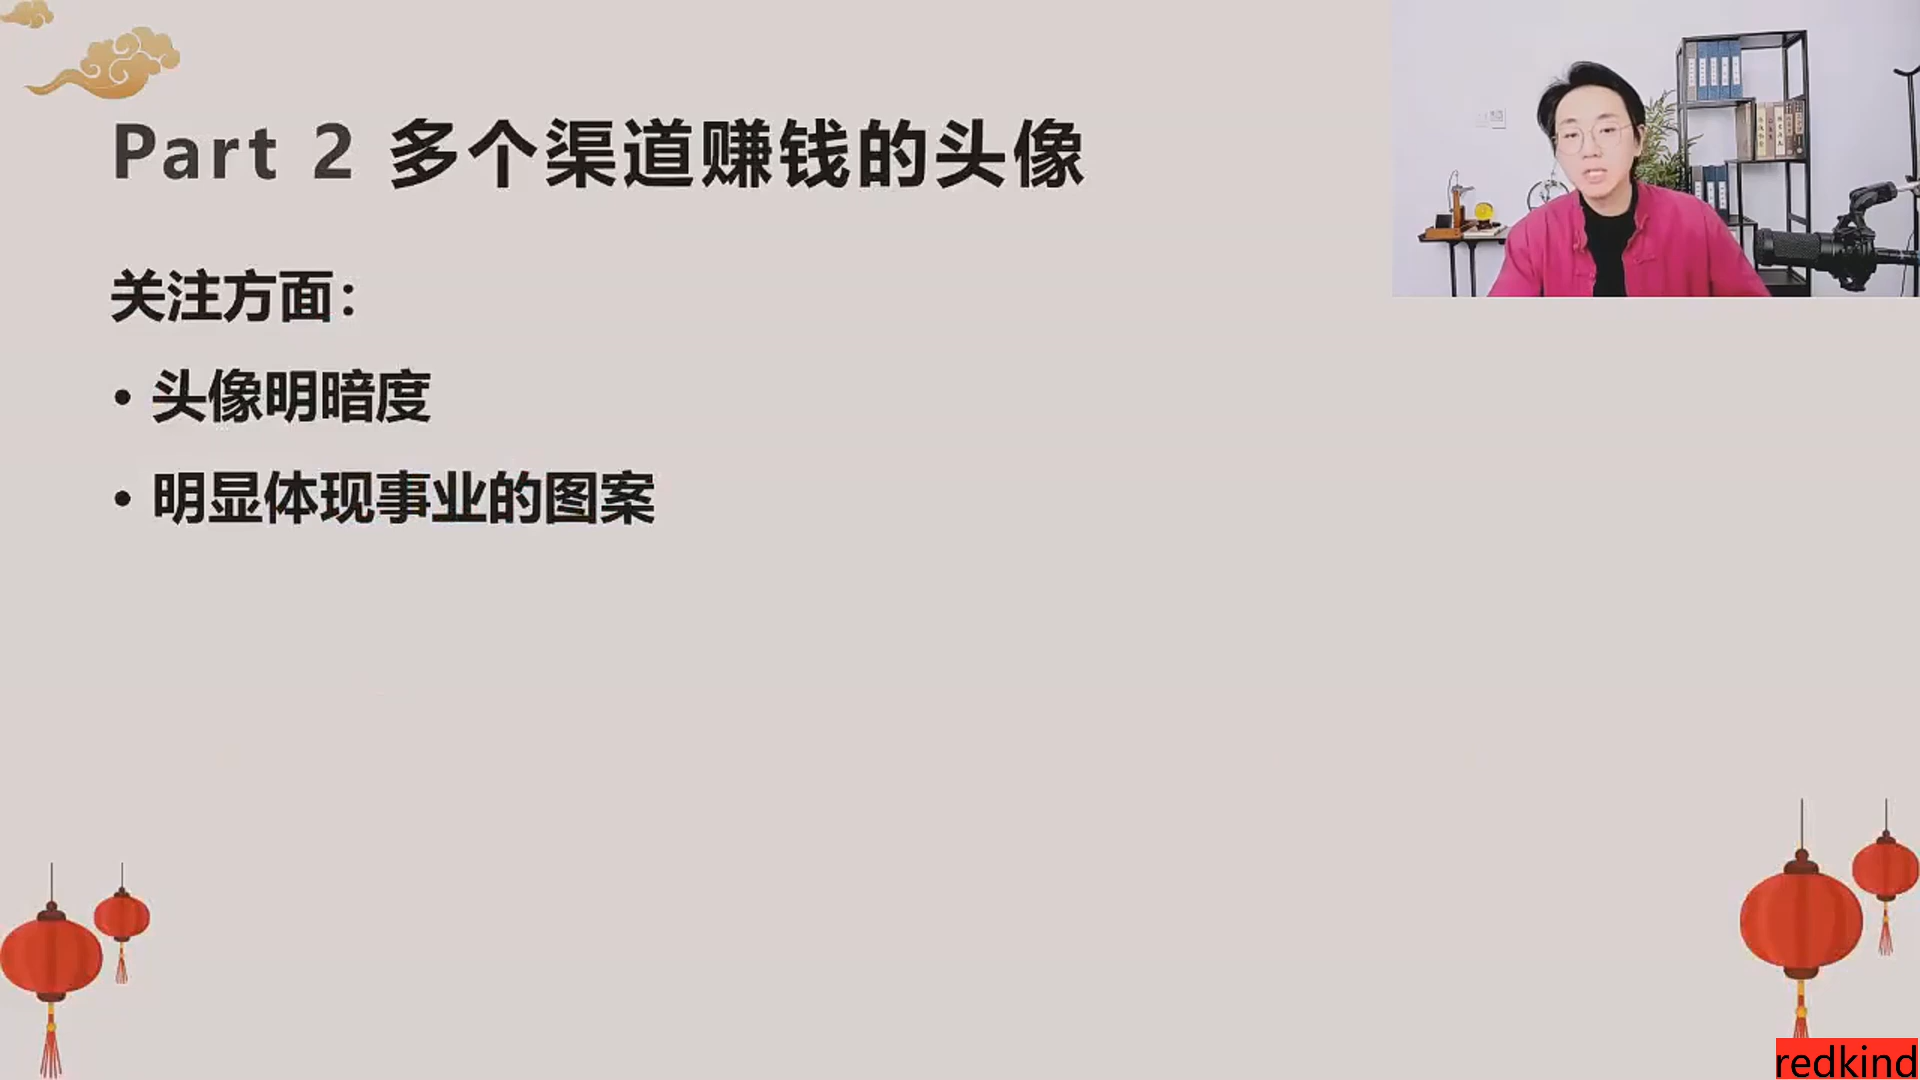 Part 2 多个渠道赚钱的头像
关注方面：
• 头像明暗度
• 明显体现事业的图案
redkind